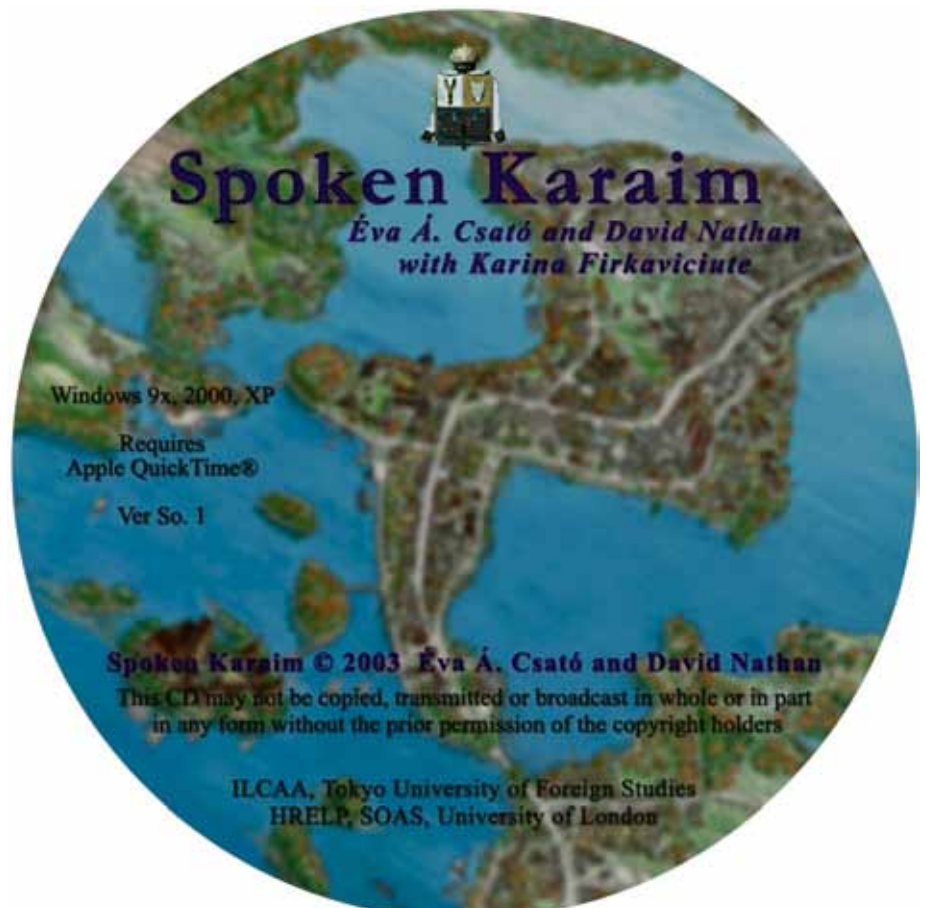 Spoken Karaim
Éva Á. Csató and David Nathan
with Karina Firkaviciute
Windows 9x, 2000, XP
Requires
Apple QuickTime®
Ver So. 1
Spoken Karaim © 2003 Éva Á. Csató and David Nathan
This CD may not be copied, transmitted or broadcast in whole or in part
in any form without the prior permission of the copyright holders
ILCAA, Tokyo University of Foreign Studies
HRELP, SOAS, University of London